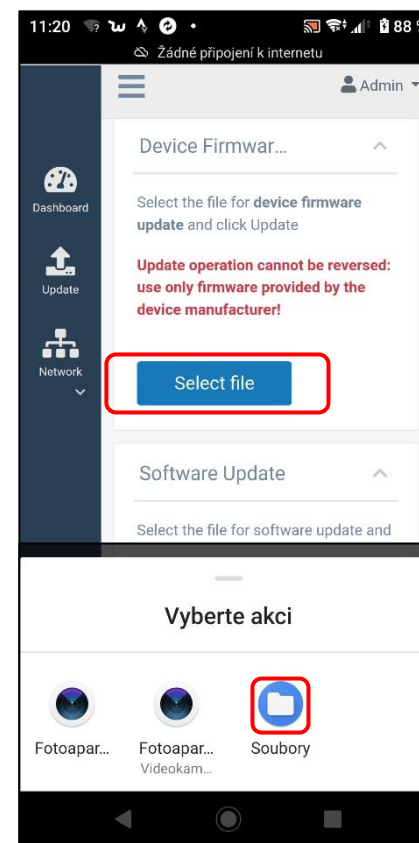 11:20 88 %
Žádné připojení k internetu
Admin
Device Firmwar...
Dashboard
Select the file for device firmware
update and click Update
Update
Update operation cannot be reversed:
use only firmware provided by the
device manufacturer!
Network
Select file
Software Update
Select the file for software update and
Vyberte akci
Fotoapar...
Fotoapar...
Videokam...
Soubory